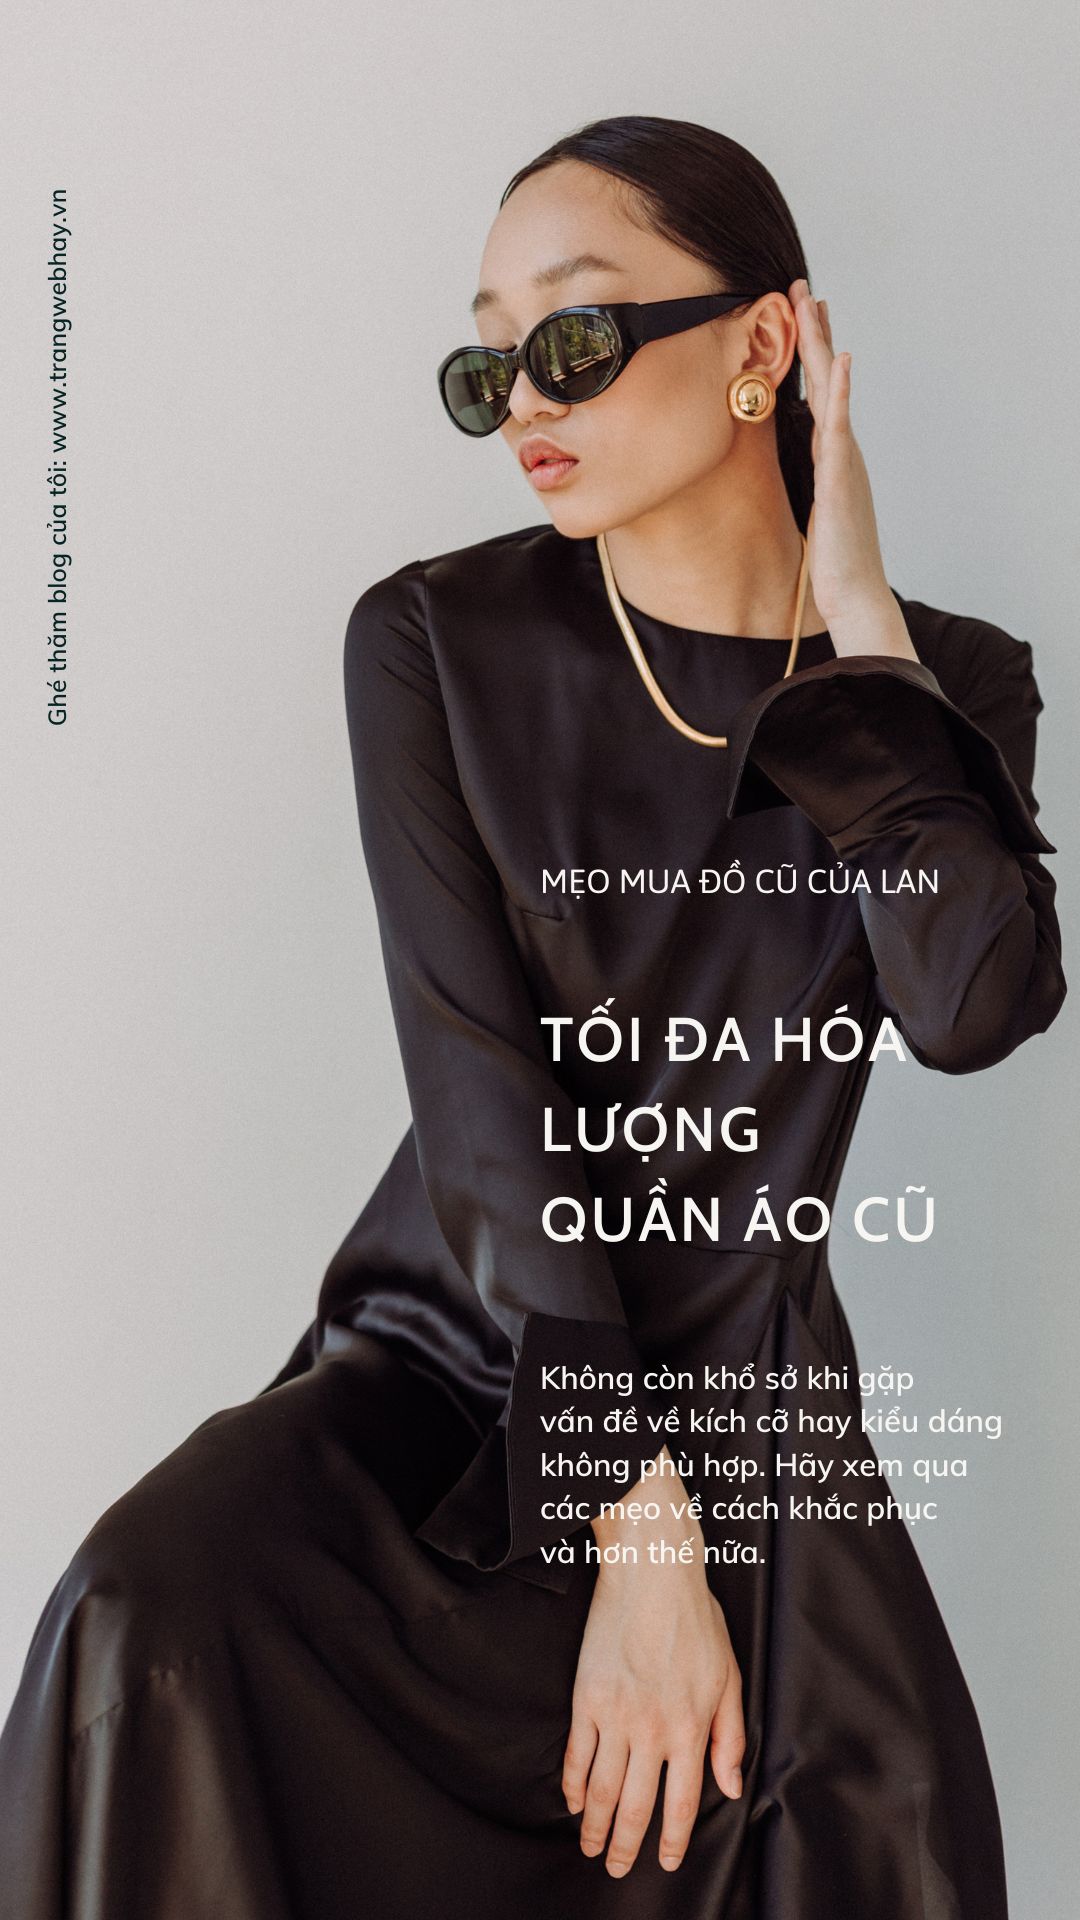 Ghé thăm blog của tôi: www.trangwebhay.vn
MẸO MUA ĐỒ CŨ CỦA LAN
TỐI ĐA HÓA
LƯỢNG
QUẦN ÁO CŨ
Không còn khổ sở khi gặp
vấn đề về kích cỡ hay kiểu dáng
không phù hợp. Hãy xem qua
các mẹo về cách khắc phục
và hơn thế nữa.